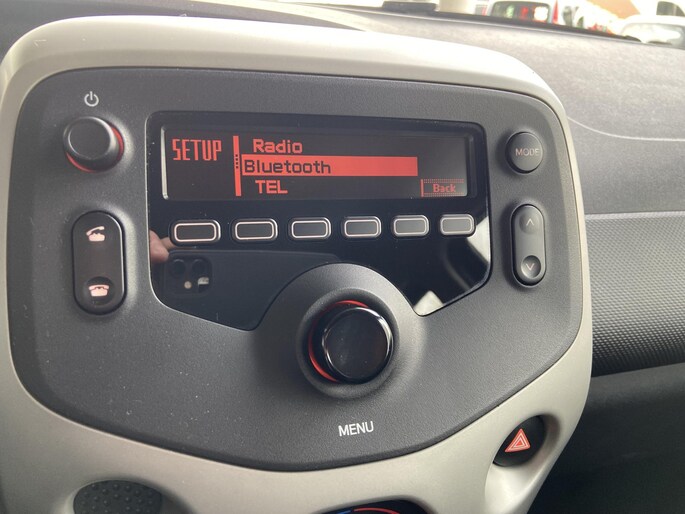 SETUP
Radio
Bluetooth
TEL
Back
MODE
MENU